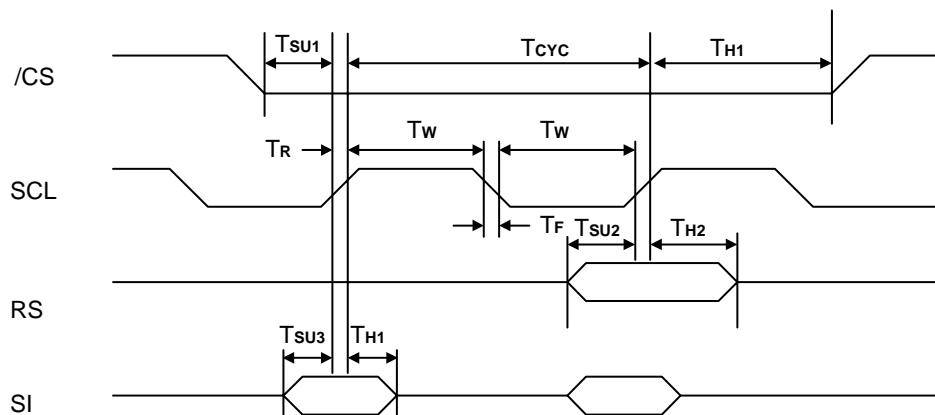 TSU1 TCYC TH1
/CS
TR TW TW
SCL
TF TSU2 TH2
RS
TSU3 TH1
SI